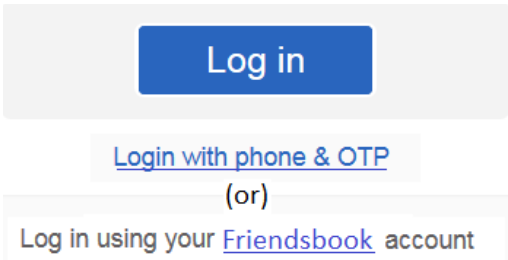 Log in
Login with phone & OTP
(or)
Log in using your Friendsbook account